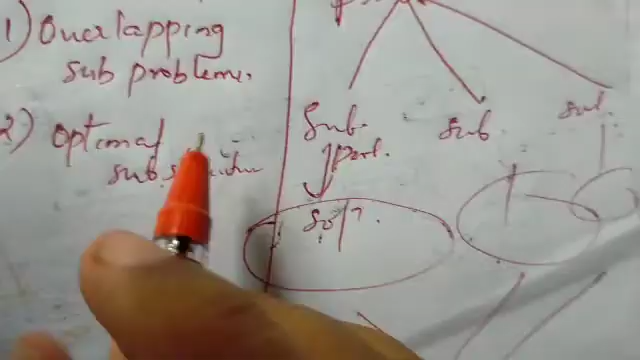 1) Overlapping
sub problems.
2) Optimal
Sub sub sub
prob.
sol?